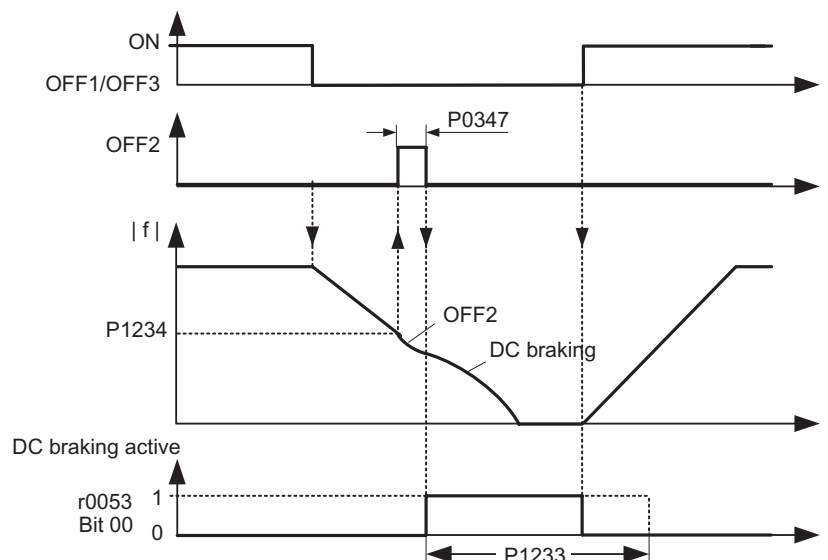 ON
OFF1/OFF3
P0347
OFF2
| f |
P1234
OFF2
DC braking
DC braking active
r0053
Bit 00
1
0
P1233